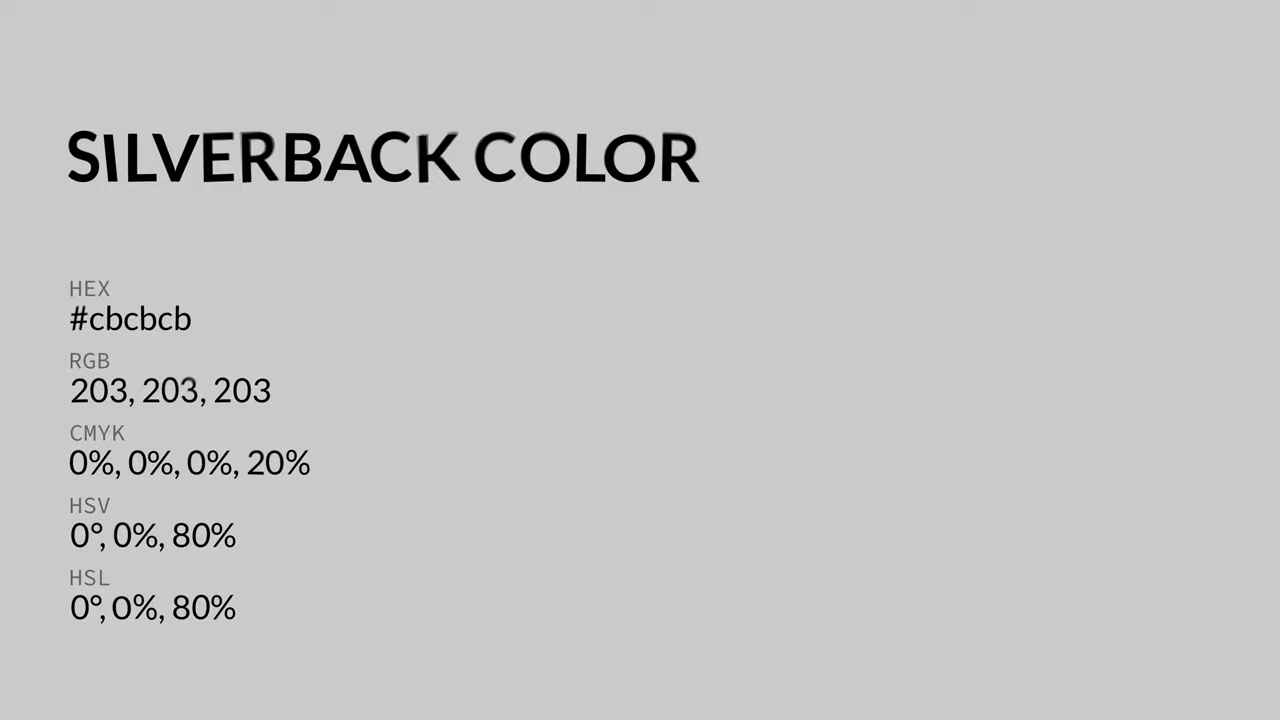 SILVERBACK COLOR
HEX
#cbcbcb
RGB
203, 203, 203
CMYK
0%, 0%, 0%, 20%
HSV
0°, 0%, 80%
HSL
0°, 0%, 80%